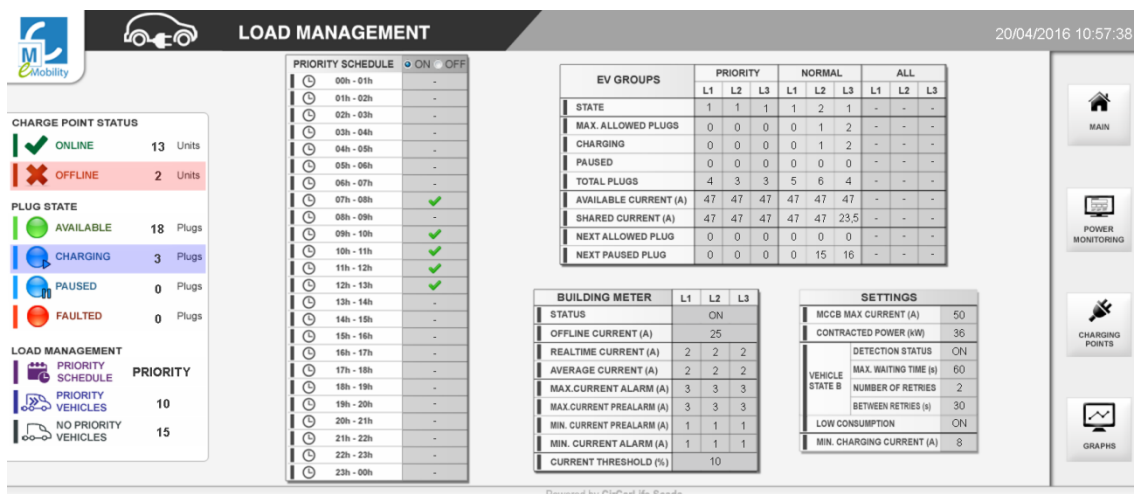 M
eMobility
LOAD MANAGEMENT
20/04/2016 10:57:38
CHARGE POINT STATUS
ONLINE 13 Units
OFFLINE 2 Units
PLUG STATE
AVAILABLE 18 Plugs
CHARGING 3 Plugs
PAUSED 0 Plugs
FAULTED 0 Plugs
LOAD MANAGEMENT
PRIORITY SCHEDULE PRIORITY
PRIORITY VEHICLES 10
NO PRIORITY VEHICLES 15
PRIORITY SCHEDULE ON OFF
00h - 01h -
01h - 02h -
02h - 03h -
03h - 04h -
04h - 05h -
05h - 06h -
06h - 07h -
07h - 08h
08h - 09h -
09h - 10h
10h - 11h
11h - 12h
12h - 13h
13h - 14h -
14h - 15h -
15h - 16h -
16h - 17h -
17h - 18h -
18h - 19h -
19h - 20h -
20h - 21h -
21h - 22h -
22h - 23h -
23h - 00h -
EV GROUPS PRIORITY NORMAL ALL
L1 L2 L3 L1 L2 L3 L1 L2 L3
STATE 1 1 1 1 2 1 - - -
MAX. ALLOWED PLUGS 0 0 0 0 1 2 - - -
CHARGING 0 0 0 0 1 2 - - -
PAUSED 0 0 0 0 0 0 - - -
TOTAL PLUGS 4 3 3 5 6 4 - - -
AVAILABLE CURRENT (A) 47 47 47 47 47 47 - - -
SHARED CURRENT (A) 47 47 47 47 47 23,5 - - -
NEXT ALLOWED PLUG 0 0 0 0 0 0 - - -
NEXT PAUSED PLUG 0 0 0 0 15 16 - - -
BUILDING METER L1 L2 L3
STATUS ON
OFFLINE CURRENT (A) 25
REALTIME CURRENT (A) 2 2 2
AVERAGE CURRENT (A) 2 2 2
MAX.CURRENT ALARM (A) 3 3 3
MAX.CURRENT PREALARM (A) 3 3 3
MIN. CURRENT PREALARM (A) 1 1 1
MIN. CURRENT ALARM (A) 1 1 1
CURRENT THRESHOLD (%) 10
SETTINGS
MCCB MAX CURRENT (A) 50
CONTRACTED POWER (kW) 36
VEHICLE STATE B
DETECTION STATUS ON
MAX. WAITING TIME (s) 60
NUMBER OF RETRIES 2
BETWEEN RETRIES (s) 30
LOW CONSUMPTION ON
MIN. CHARGING CURRENT (A) 8
MAIN
POWER
MONITORING
CHARGING
POINTS
GRAPHS
Powered by